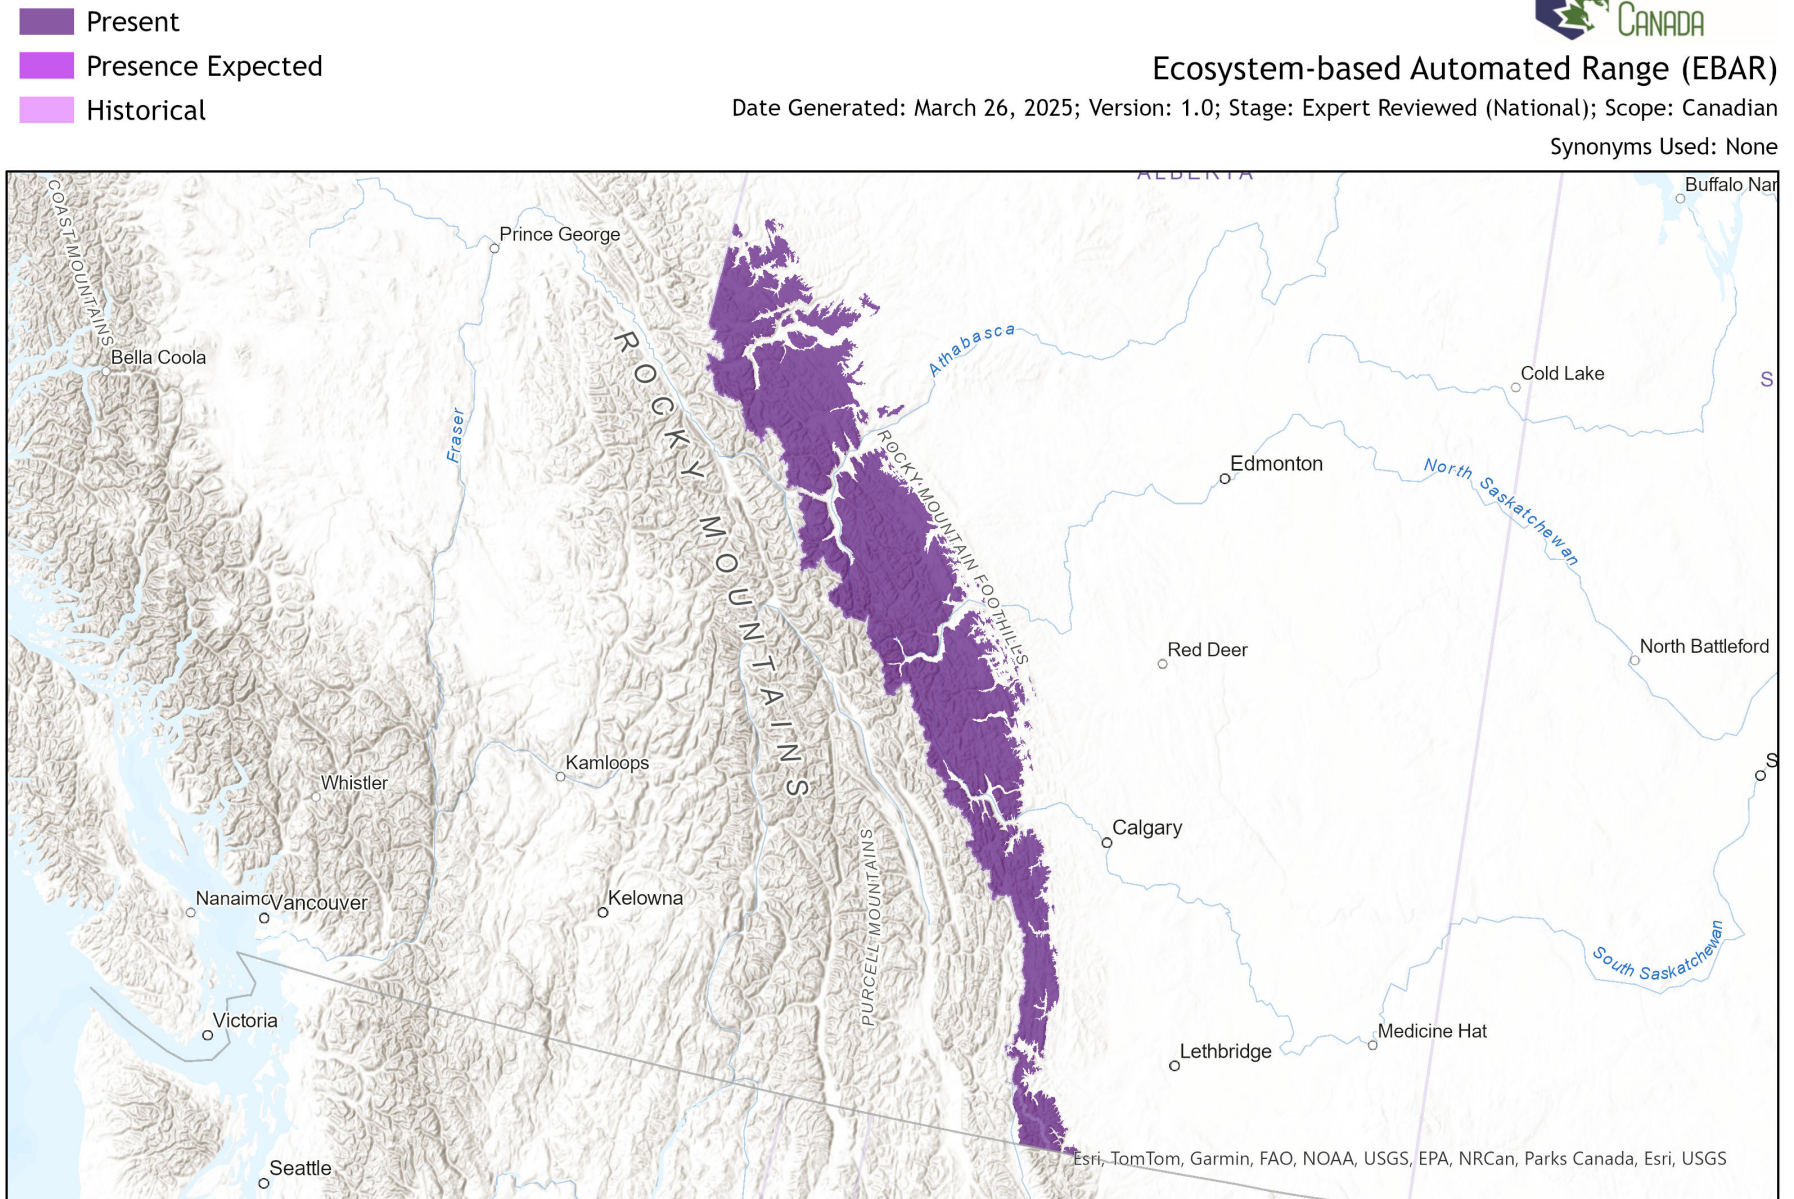 Present
Presence Expected
Historical
CANADA
Ecosystem-based Automated Range (EBAR)
Date Generated: March 26, 2025; Version: 1.0; Stage: Expert Reviewed (National); Scope: Canadian
Synonyms Used: None
ALBERTA
Buffalo Nar
COAST MOUNTAINS
Prince George
Bella Coola
ROCKY MOUNTAINS
Athabasca
Cold Lake
S
Fraser
ROCKY MOUNTAIN FOOTHILLS
Edmonton
North Saskatchewan
Red Deer
North Battleford
Kamloops
S
Whistler
Calgary
PURCELL MOUNTAINS
Nanaimo
Vancouver
Kelowna
South Saskatchewan
Victoria
Medicine Hat
Lethbridge
Esri, TomTom, Garmin, FAO, NOAA, USGS, EPA, NRCan, Parks Canada, Esri, USGS
Seattle